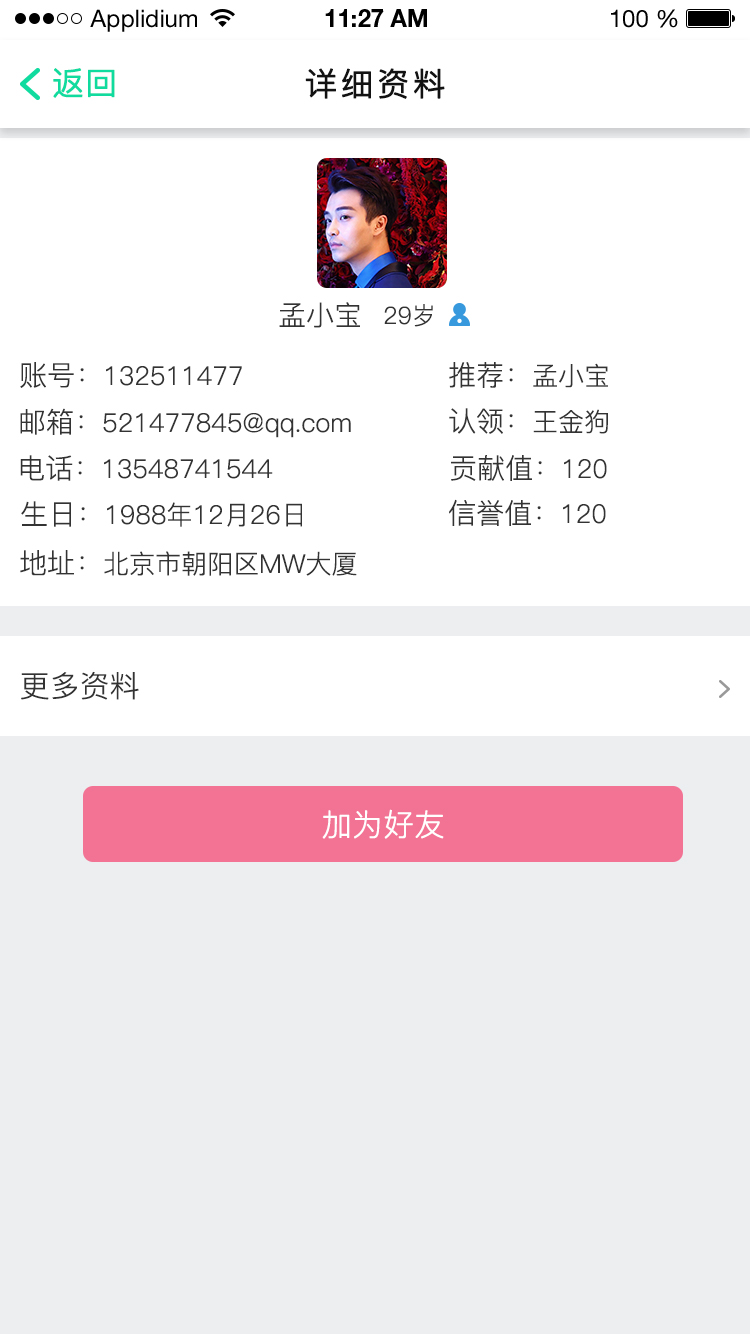 Applidium 11:27 AM 100 %
返回 详细资料
孟小宝 29岁
账号：132511477 推荐：孟小宝
邮箱：521477845@qq.com 认领：王金狗
电话：13548741544 贡献值：120
生日：1988年12月26日 信誉值：120
地址：北京市朝阳区MW大厦
更多资料
加为好友